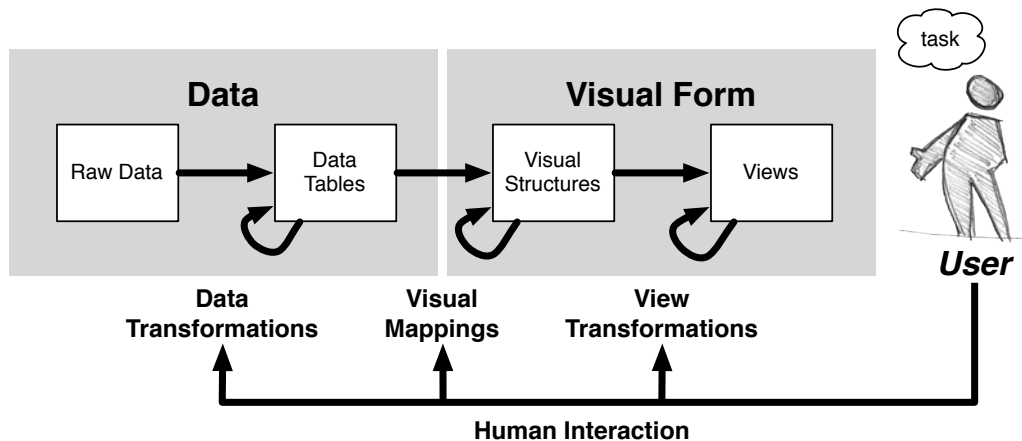 task
Data
Visual Form
Raw Data
Data
Tables
Visual
Structures
Views
User
Data
Transformations
Visual
Mappings
View
Transformations
Human Interaction